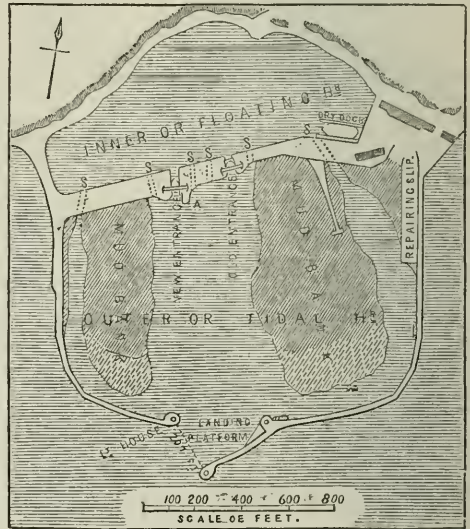 INNER OR FLOATING Hr
DRY DOCK
S
S
S
S
S
S
A
NEW ENTRANCE
OLD ENTRANCE
REPAIRING SLIP.
MUD BANK
MUD BANK
OUTER OR TIDAL Hr
Lt HOUSE
LANDING
PLATFORM
100 200 400 600 800
SCALE OF FEET.